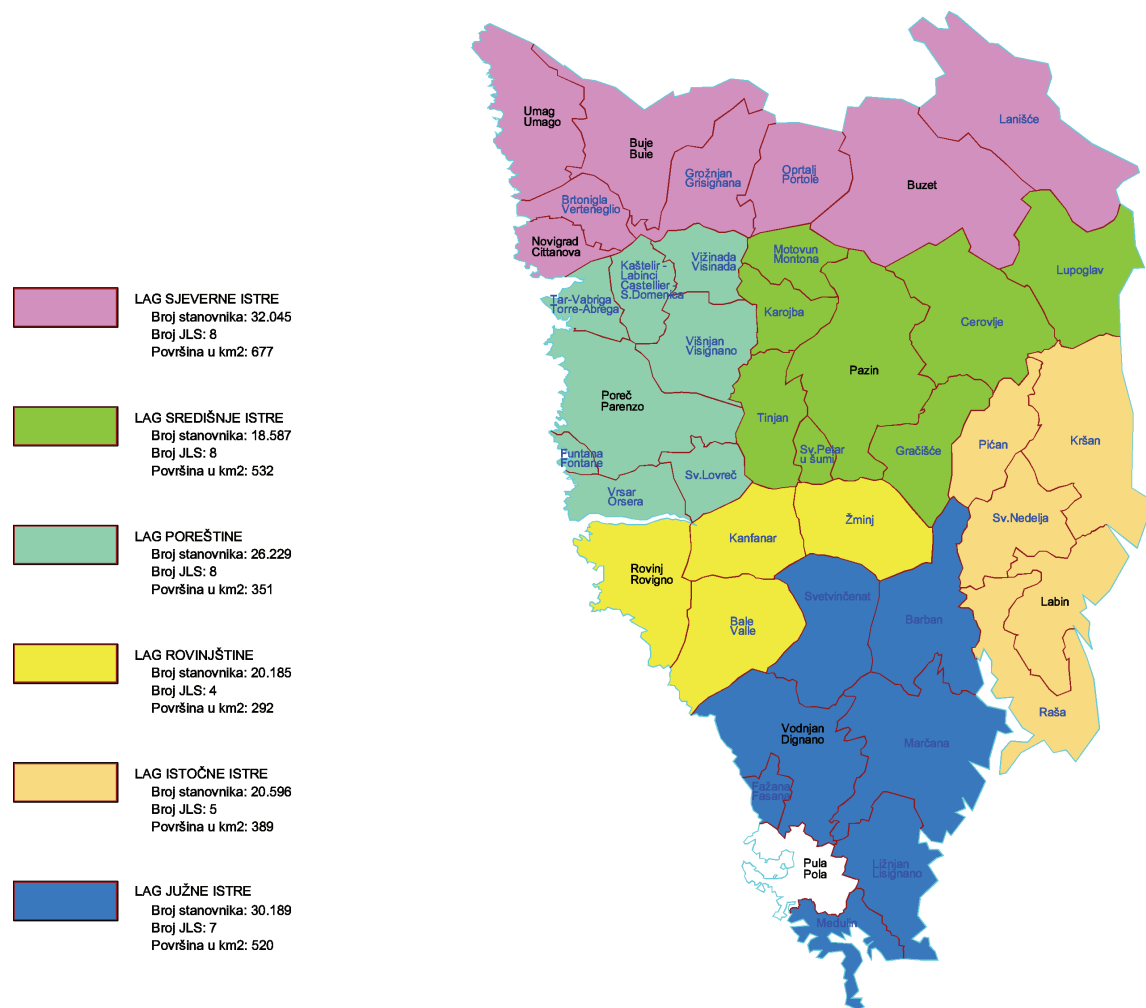 LAG SJEVERNE ISTRE
Broj stanovnika: 32.045
Broj JLS: 8
Površina u km2: 677
LAG SREDIŠNJE ISTRE
Broj stanovnika: 18.587
Broj JLS: 8
Površina u km2: 532
LAG POREŠTINE
Broj stanovnika: 26.229
Broj JLS: 8
Površina u km2: 351
LAG ROVINJŠTINE
Broj stanovnika: 20.185
Broj JLS: 4
Površina u km2: 292
LAG ISTOČNE ISTRE
Broj stanovnika: 20.596
Broj JLS: 5
Površina u km2: 389
LAG JUŽNE ISTRE
Broj stanovnika: 30.189
Broj JLS: 7
Površina u km2: 520
Umag
Umago
Buje
Buie
Grožnjan
Grisignana
Oprtalj
Portole
Buzet
Lanišće
Brtonigla
Verteneglio
Novigrad
Cittanova
Kaštelir -
Labinci
Castellier -
S.Domenica
Vižinada
Visinada
Motovun
Montona
Lupoglav
Tar-Vabriga
Torre-Abrega
Karojba
Cerovlje
Višnjan
Visignano
Pazin
Poreč
Parenzo
Tinjan
Sv.Petar
u šumi
Gračišće
Pićan
Kršan
Funtana
Fontane
Vrsar
Orsera
Sv.Lovreč
Sv.Nedelja
Žminj
Kanfanar
Rovinj
Rovigno
Svetvinčenat
Barban
Labin
Bale
Valle
Raša
Vodnjan
Dignano
Marčana
Fažana
Fasana
Pula
Pola
Ližnjan
Lisignano
Medulin